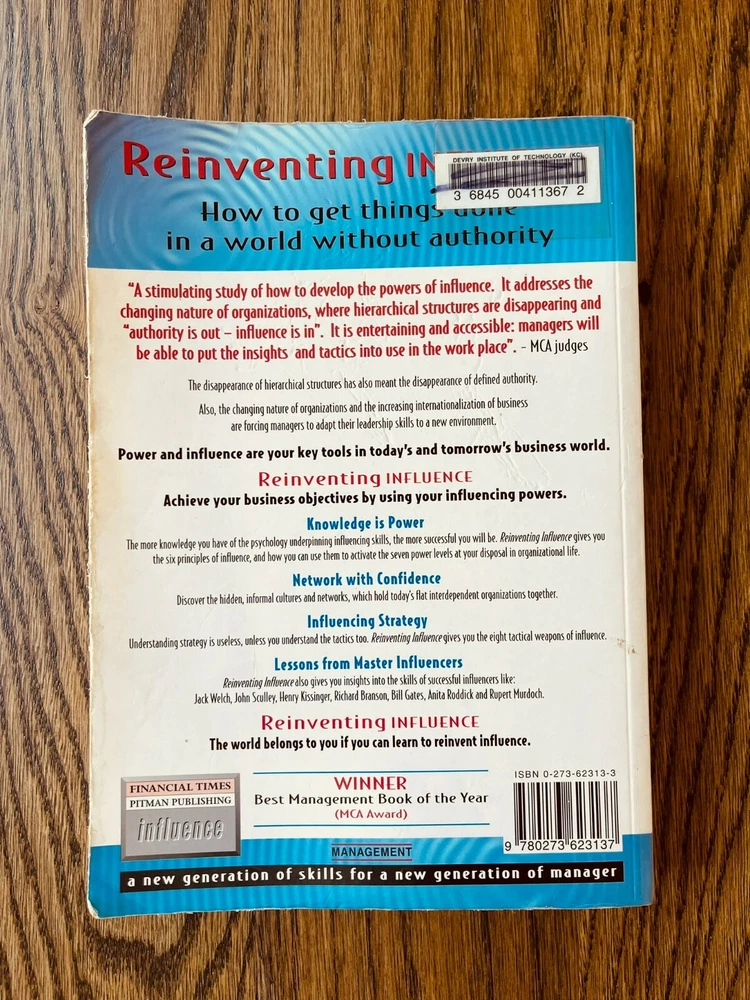 Reinventing IN
DEVRY INSTITUTE OF TECHNOLOGY (KC)
3 6845 00411367 2
How to get things done
in a world without authority
“A stimulating study of how to develop the powers of influence. It addresses the
changing nature of organizations, where hierarchical structures are disappearing and
“authority is out – influence is in”. It is entertaining and accessible: managers will
be able to put the insights and tactics into use in the work place”. – MCA judges
The disappearance of hierarchical structures has also meant the disappearance of defined authority.
Also, the changing nature of organizations and the increasing internationalization of business
are forcing managers to adapt their leadership skills to a new environment.
Power and influence are your key tools in today's and tomorrow's business world.
Reinventing INFLUENCE
Achieve your business objectives by using your influencing powers.
Knowledge is Power
The more knowledge you have of the psychology underpinning influencing skills, the more successful you will be. Reinventing Influence gives you
the six principles of influence, and how you can use them to activate the seven power levels at your disposal in organizational life.
Network with Confidence
Discover the hidden, informal cultures and networks, which hold today's flat interdependent organizations together.
Influencing Strategy
Understanding strategy is useless, unless you understand the tactics too. Reinventing Influence gives you the eight tactical weapons of influence.
Lessons from Master Influencers
Reinventing Influence also gives you insights into the skills of successful influencers like:
Jack Welch, John Sculley, Henry Kissinger, Richard Branson, Bill Gates, Anita Roddick and Rupert Murdoch.
Reinventing INFLUENCE
The world belongs to you if you can learn to reinvent influence.
FINANCIAL TIMES
PITMAN PUBLISHING
influence
WINNER
Best Management Book of the Year
(MCA Award)
ISBN 0-273-62313-3
9 780273 623137
MANAGEMENT
a new generation of skills for a new generation of manager